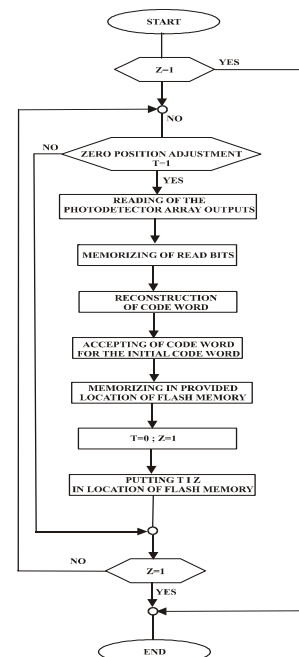 START
Z=1
YES
NO
NO
ZERO POSITION ADJUSTMENT
T=1
YES
READING OF THE
PHOTODETECTOR ARRAY OUTPUTS
MEMORIZING OF READ BITS
RECONSTRUCTION
OF CODE WORD
ACCEPTING OF CODE WORD
FOR THE INITIAL CODE WORD
MEMORIZING IN PROVIDED
LOCATION OF FLASH MEMORY
T=0 ; Z=1
PUTTING T I Z
IN LOCATION OF FLASH MEMORY
NO
Z=1
YES
END